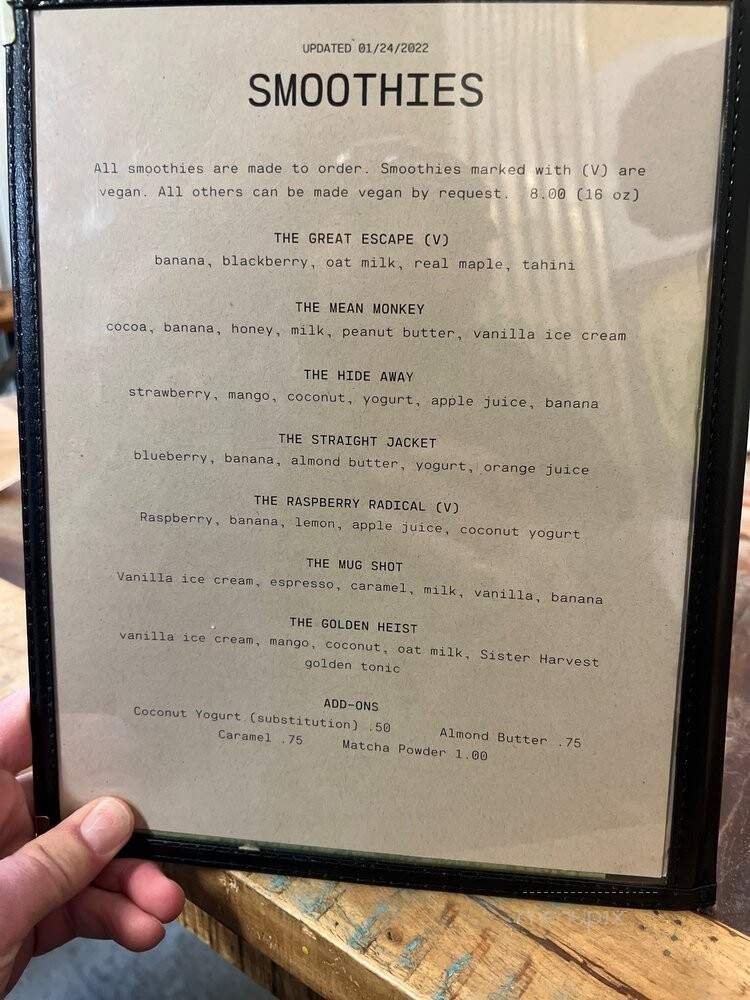 UPDATED 01/24/2022
SMOOTHIES
All smoothies are made to order. Smoothies marked with (V) are
vegan. All others can be made vegan by request. 8.00 (16 oz)
THE GREAT ESCAPE (V)
banana, blackberry, oat milk, real maple, tahini
THE MEAN MONKEY
cocoa, banana, honey, milk, peanut butter, vanilla ice cream
THE HIDE AWAY
strawberry, mango, coconut, yogurt, apple juice, banana
THE STRAIGHT JACKET
blueberry, banana, almond butter, yogurt, orange juice
THE RASPBERRY RADICAL (V)
Raspberry, banana, lemon, apple juice, coconut yogurt
THE MUG SHOT
Vanilla ice cream, espresso, caramel, milk, vanilla, banana
THE GOLDEN HEIST
vanilla ice cream, mango, coconut, oat milk, Sister Harvest
golden tonic
ADD-ONS
Coconut Yogurt (substitution) .50 Almond Butter .75
Caramel .75 Matcha Powder 1.00